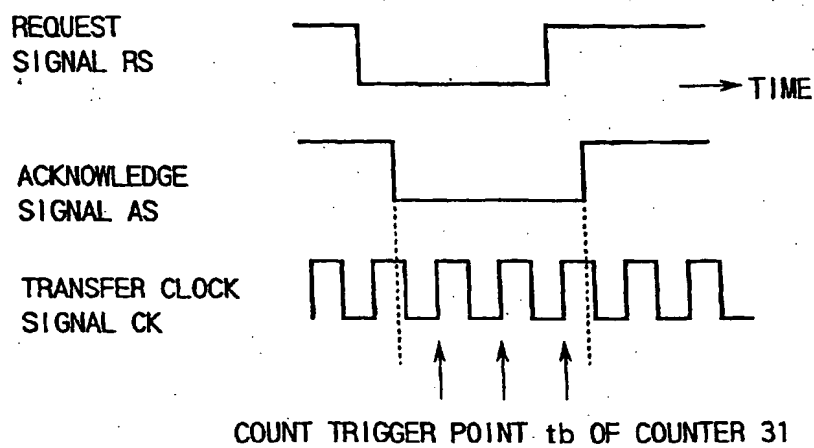 REQUEST
SIGNAL RS
TIME
ACKNOWLEDGE
SIGNAL AS
TRANSFER CLOCK
SIGNAL CK
COUNT TRIGGER POINT tb OF COUNTER 31